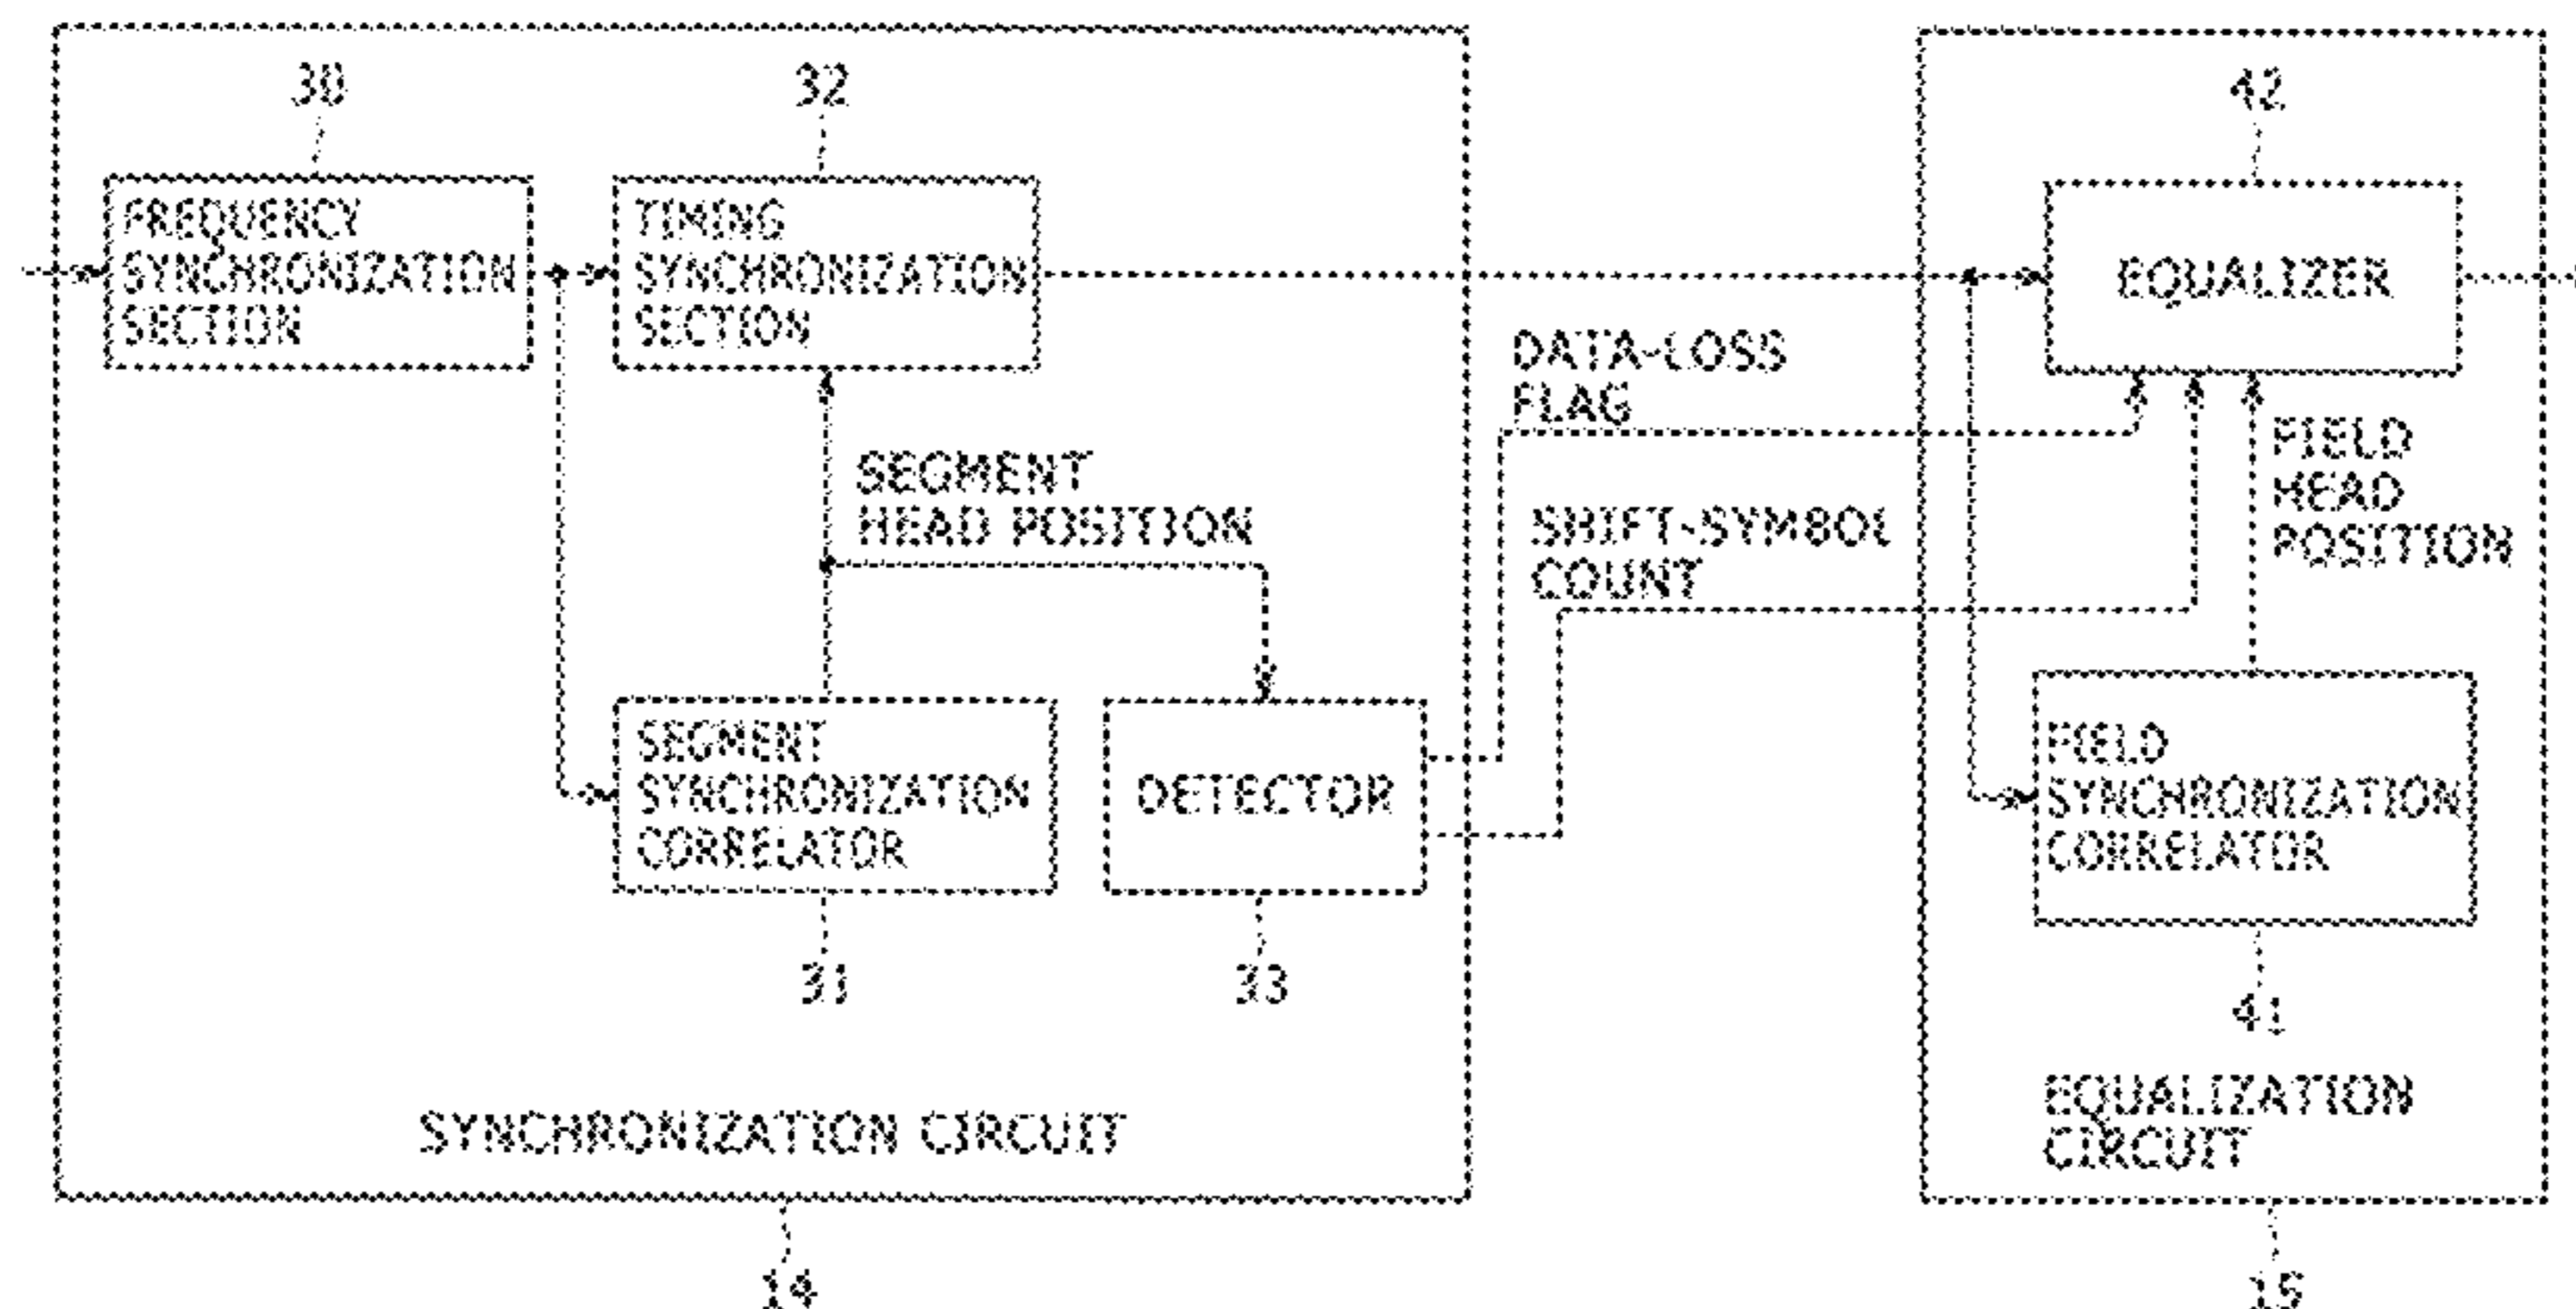 30
32
42
FREQUENCY
SYNCHRONIZATION
SECTION
TIMING
SYNCHRONIZATION
SECTION
EQUALIZER
DATA-LOSS
FLAG
SEGMENT
HEAD POSITION
SHIFT-SYMBOL
COUNT
FIELD
HEAD
POSITION
SEGMENT
SYNCHRONIZATION
CORRELATOR
DETECTOR
FIELD
SYNCHRONIZATION
CORRELATOR
31
33
41
SYNCHRONIZATION CIRCUIT
EQUALIZATION
CIRCUIT
14
15